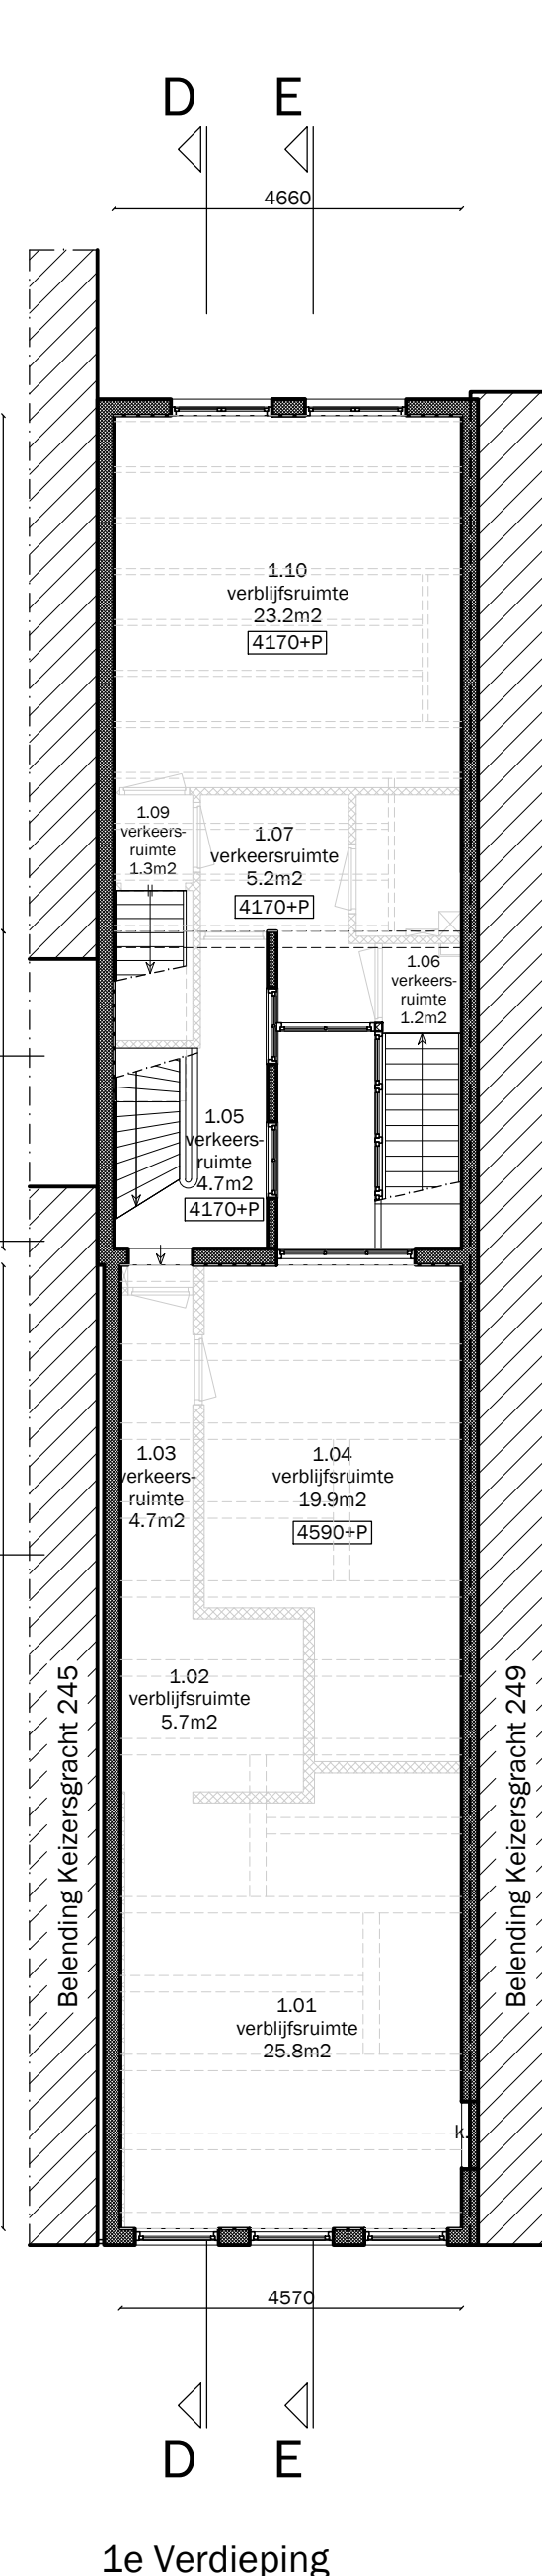 D E
4660
1.10
verblijfsruimte
23.2m2
4170+P
1.09
verkeers-
ruimte
1.3m2
1.07
verkeersruimte
5.2m2
4170+P
1.06
verkeers-
ruimte
1.2m2
1.05
verkeers-
ruimte
4.7m2
4170+P
1.03
verkeers-
ruimte
4.7m2
1.04
verblijfsruimte
19.9m2
4590+P
1.02
verblijfsruimte
5.7m2
Belending Keizersgracht 245
Belending Keizersgracht 249
1.01
verblijfsruimte
25.8m2
k.
4570
D E
1e Verdieping